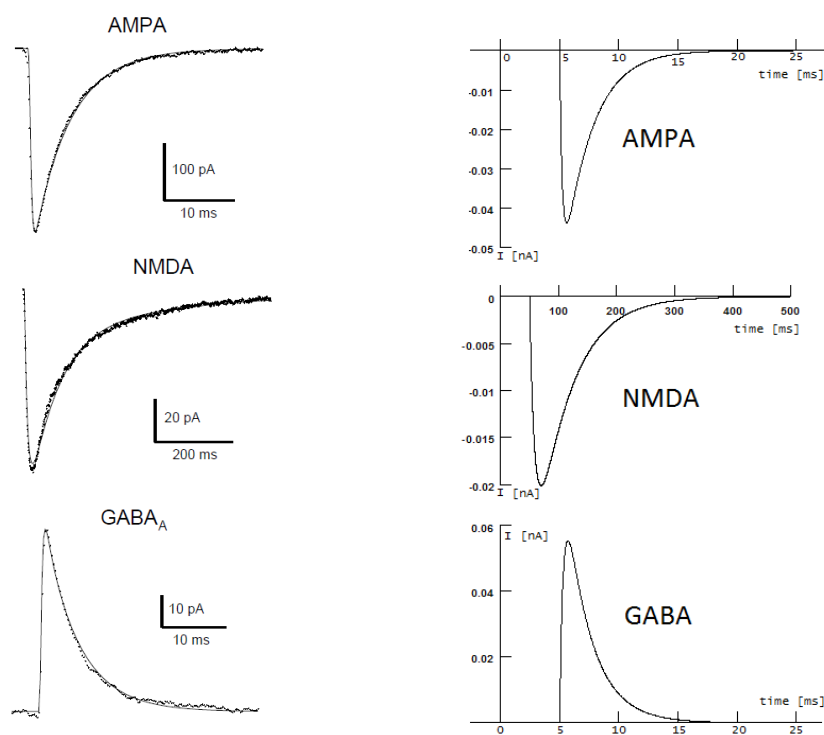 AMPA
100 pA
10 ms
NMDA
20 pA
200 ms
GABAA
10 pA
10 ms
0 5 10 15 20 25
time [ms]
-0.01
-0.02
-0.03
-0.04
-0.05
I [nA]
AMPA
0
100 200 300 400 500
time [ms]
-0.005
-0.01
-0.015
-0.02
I [nA]
NMDA
0.06
I [nA]
0.04
0.02
GABA
time [ms]
0 5 10 15 20 25